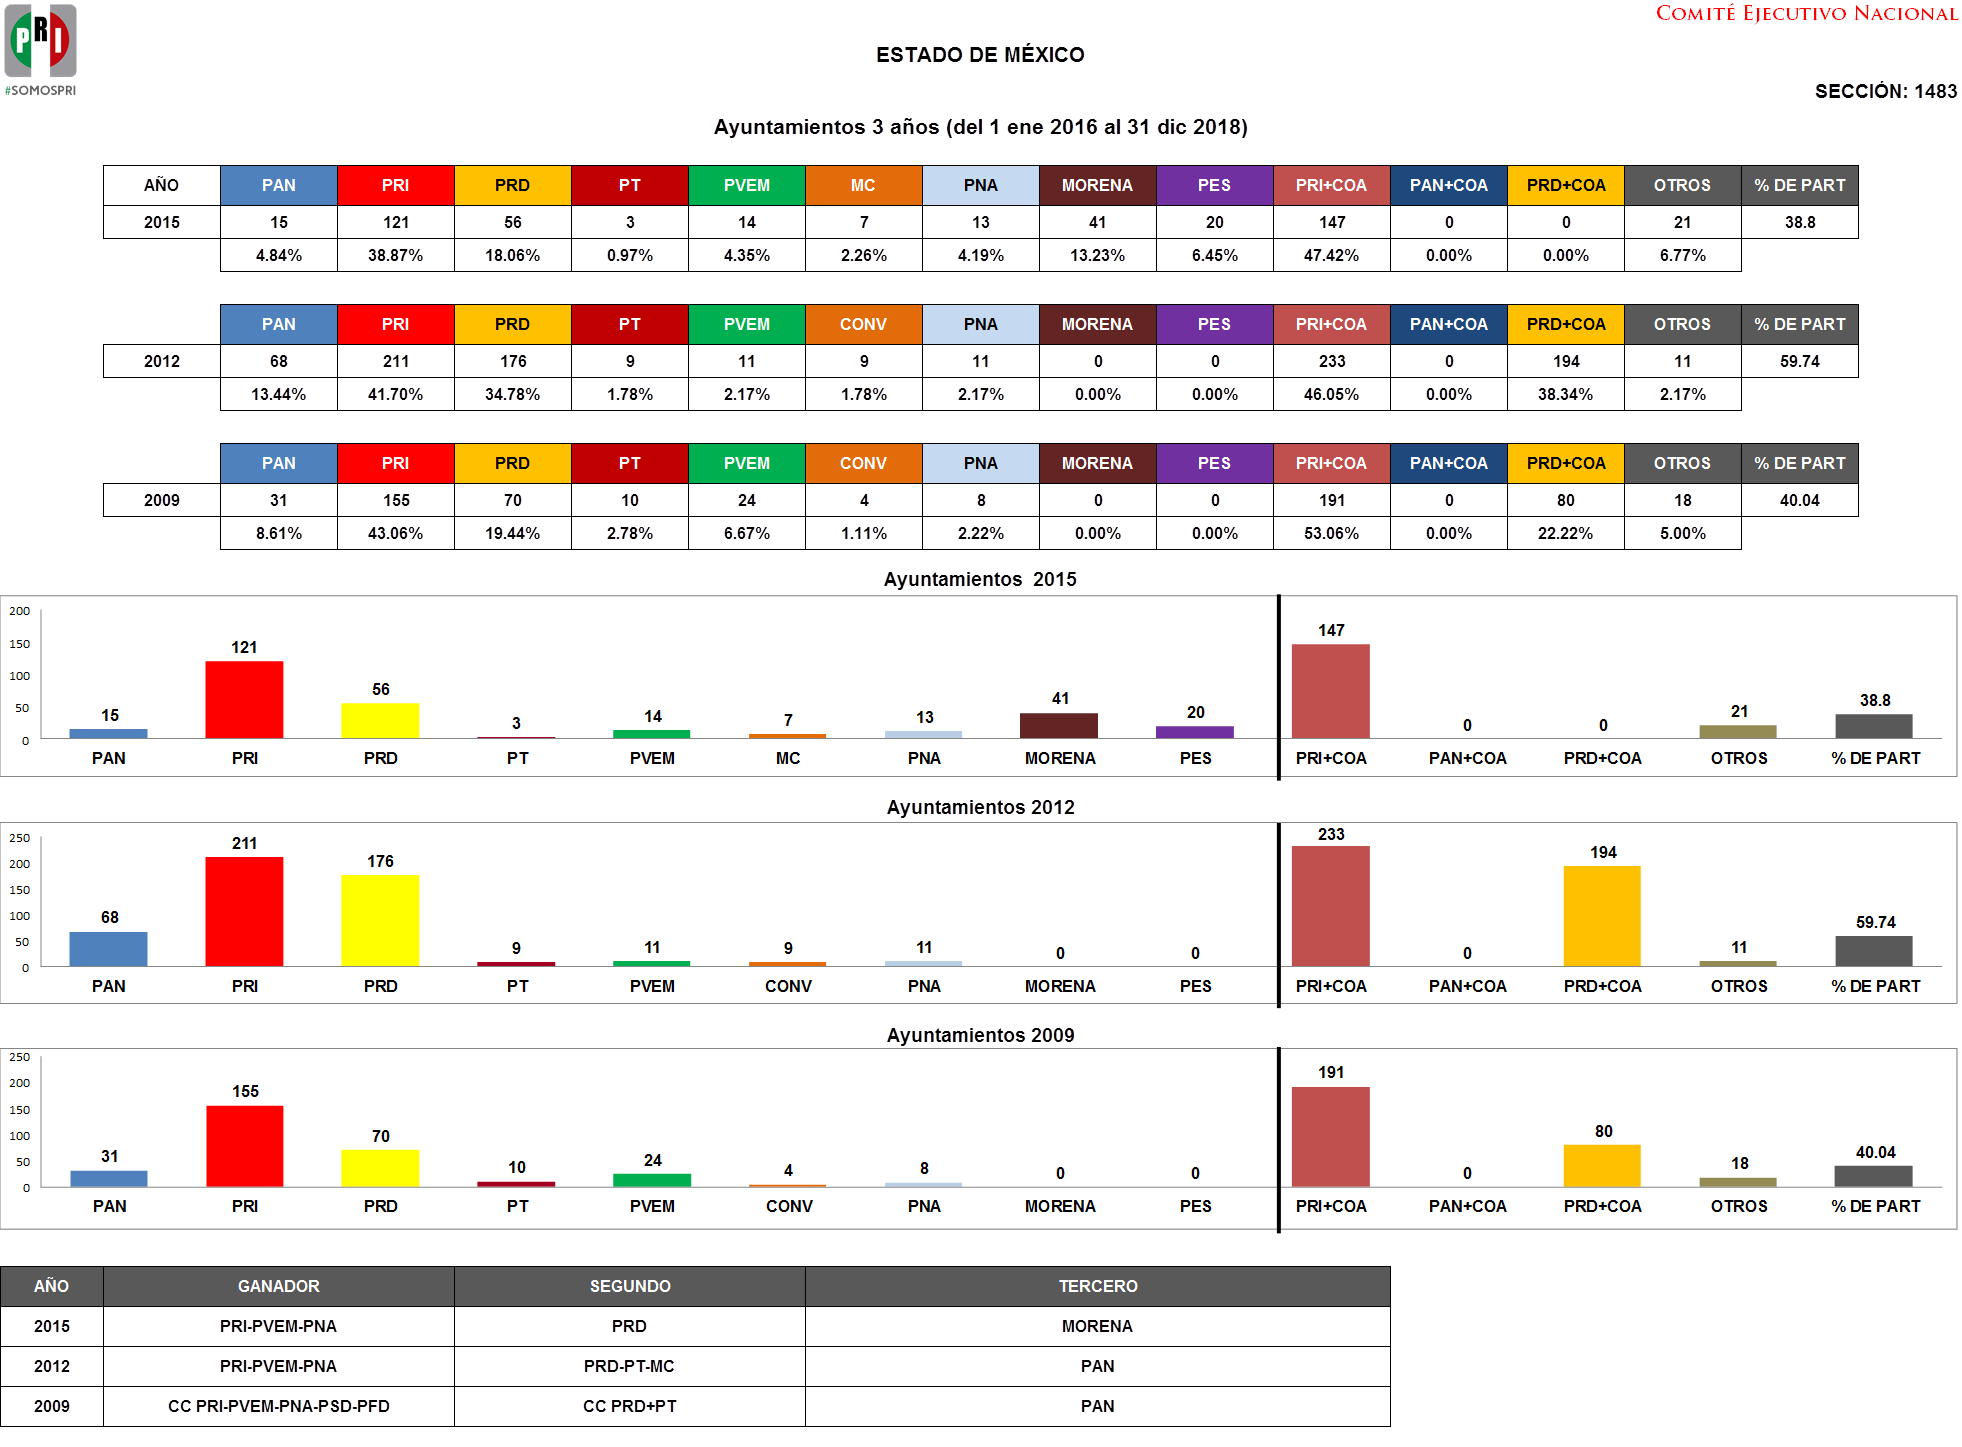 PRI
#SOMOSPRI
COMITÉ EJECUTIVO NACIONAL
ESTADO DE MÉXICO
SECCIÓN: 1483
Ayuntamientos 3 años (del 1 ene 2016 al 31 dic 2018)
AÑO PAN PRI PRD PT PVEM MC PNA MORENA PES PRI+COA PAN+COA PRD+COA OTROS % DE PART
2015 15 121 56 3 14 7 13 41 20 147 0 0 21 38.8
4.84% 38.87% 18.06% 0.97% 4.35% 2.26% 4.19% 13.23% 6.45% 47.42% 0.00% 0.00% 6.77%
PAN PRI PRD PT PVEM CONV PNA MORENA PES PRI+COA PAN+COA PRD+COA OTROS % DE PART
2012 68 211 176 9 11 9 11 0 0 233 0 194 11 59.74
13.44% 41.70% 34.78% 1.78% 2.17% 1.78% 2.17% 0.00% 0.00% 46.05% 0.00% 38.34% 2.17%
PAN PRI PRD PT PVEM CONV PNA MORENA PES PRI+COA PAN+COA PRD+COA OTROS % DE PART
2009 31 155 70 10 24 4 8 0 0 191 0 80 18 40.04
8.61% 43.06% 19.44% 2.78% 6.67% 1.11% 2.22% 0.00% 0.00% 53.06% 0.00% 22.22% 5.00%
Ayuntamientos 2015
200
150
100
50
0
15 121 56 3 14 7 13 41 20 147 0 0 21 38.8
PAN PRI PRD PT PVEM MC PNA MORENA PES PRI+COA PAN+COA PRD+COA OTROS % DE PART
Ayuntamientos 2012
250
200
150
100
50
0
68 211 176 9 11 9 11 0 0 233 0 194 11 59.74
PAN PRI PRD PT PVEM CONV PNA MORENA PES PRI+COA PAN+COA PRD+COA OTROS % DE PART
Ayuntamientos 2009
250
200
150
100
50
0
31 155 70 10 24 4 8 0 0 191 0 80 18 40.04
PAN PRI PRD PT PVEM CONV PNA MORENA PES PRI+COA PAN+COA PRD+COA OTROS % DE PART
AÑO GANADOR SEGUNDO TERCERO
2015 PRI-PVEM-PNA PRD MORENA
2012 PRI-PVEM-PNA PRD-PT-MC PAN
2009 CC PRI-PVEM-PNA-PSD-PFD CC PRD+PT PAN